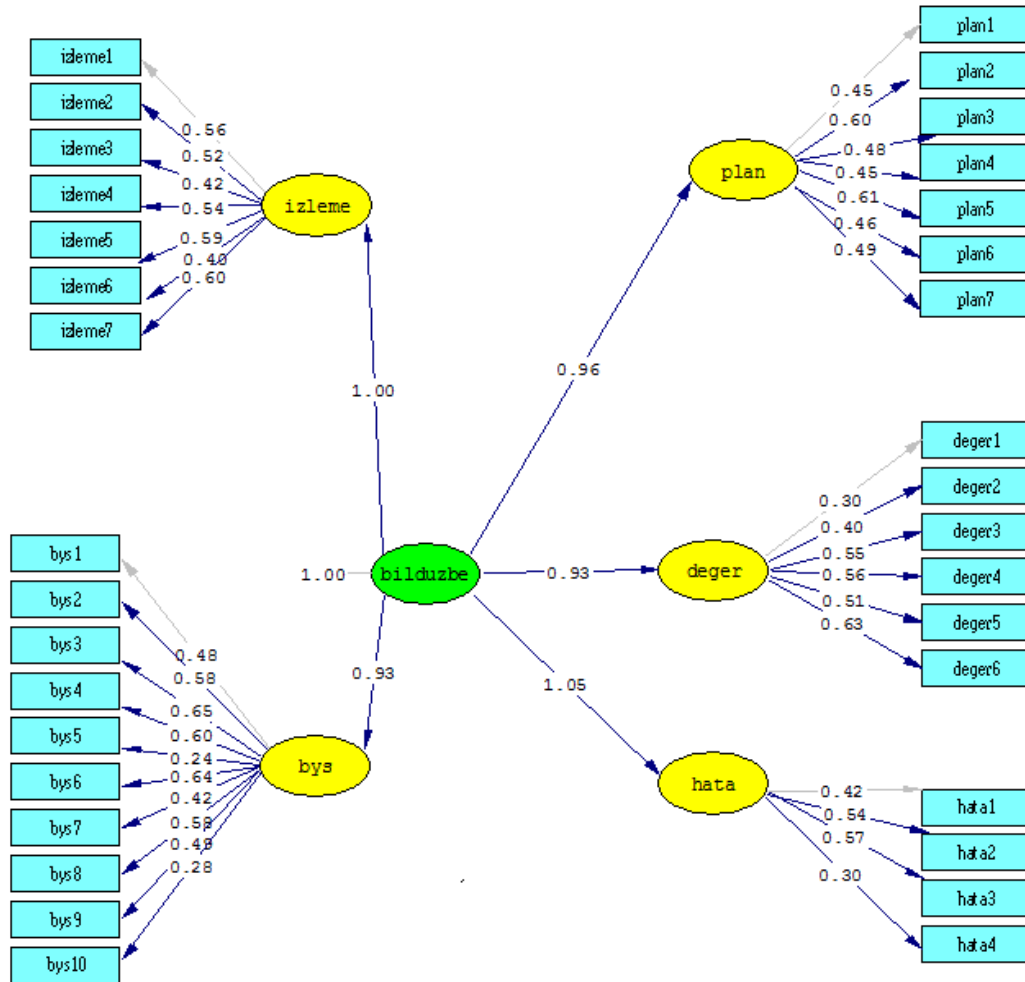 izleme1
izleme2
izleme3
izleme4
izleme5
izleme6
izleme7
0.56
0.52
0.42
0.54
0.59
0.40
0.60
izleme
plan1
plan2
plan3
plan4
plan5
plan6
plan7
0.45
0.60
0.48
0.45
0.61
0.46
0.49
plan
1.00
0.96
1.00
bilduzbe
0.93
0.93
1.05
deger
0.30
0.40
0.55
0.56
0.51
0.63
deger1
deger2
deger3
deger4
deger5
deger6
bys1
bys2
bys3
bys4
bys5
bys6
bys7
bys8
bys9
bys10
0.48
0.58
0.65
0.60
0.24
0.64
0.42
0.58
0.49
0.28
bys
hata
0.42
0.54
0.57
0.30
hata1
hata2
hata3
hata4